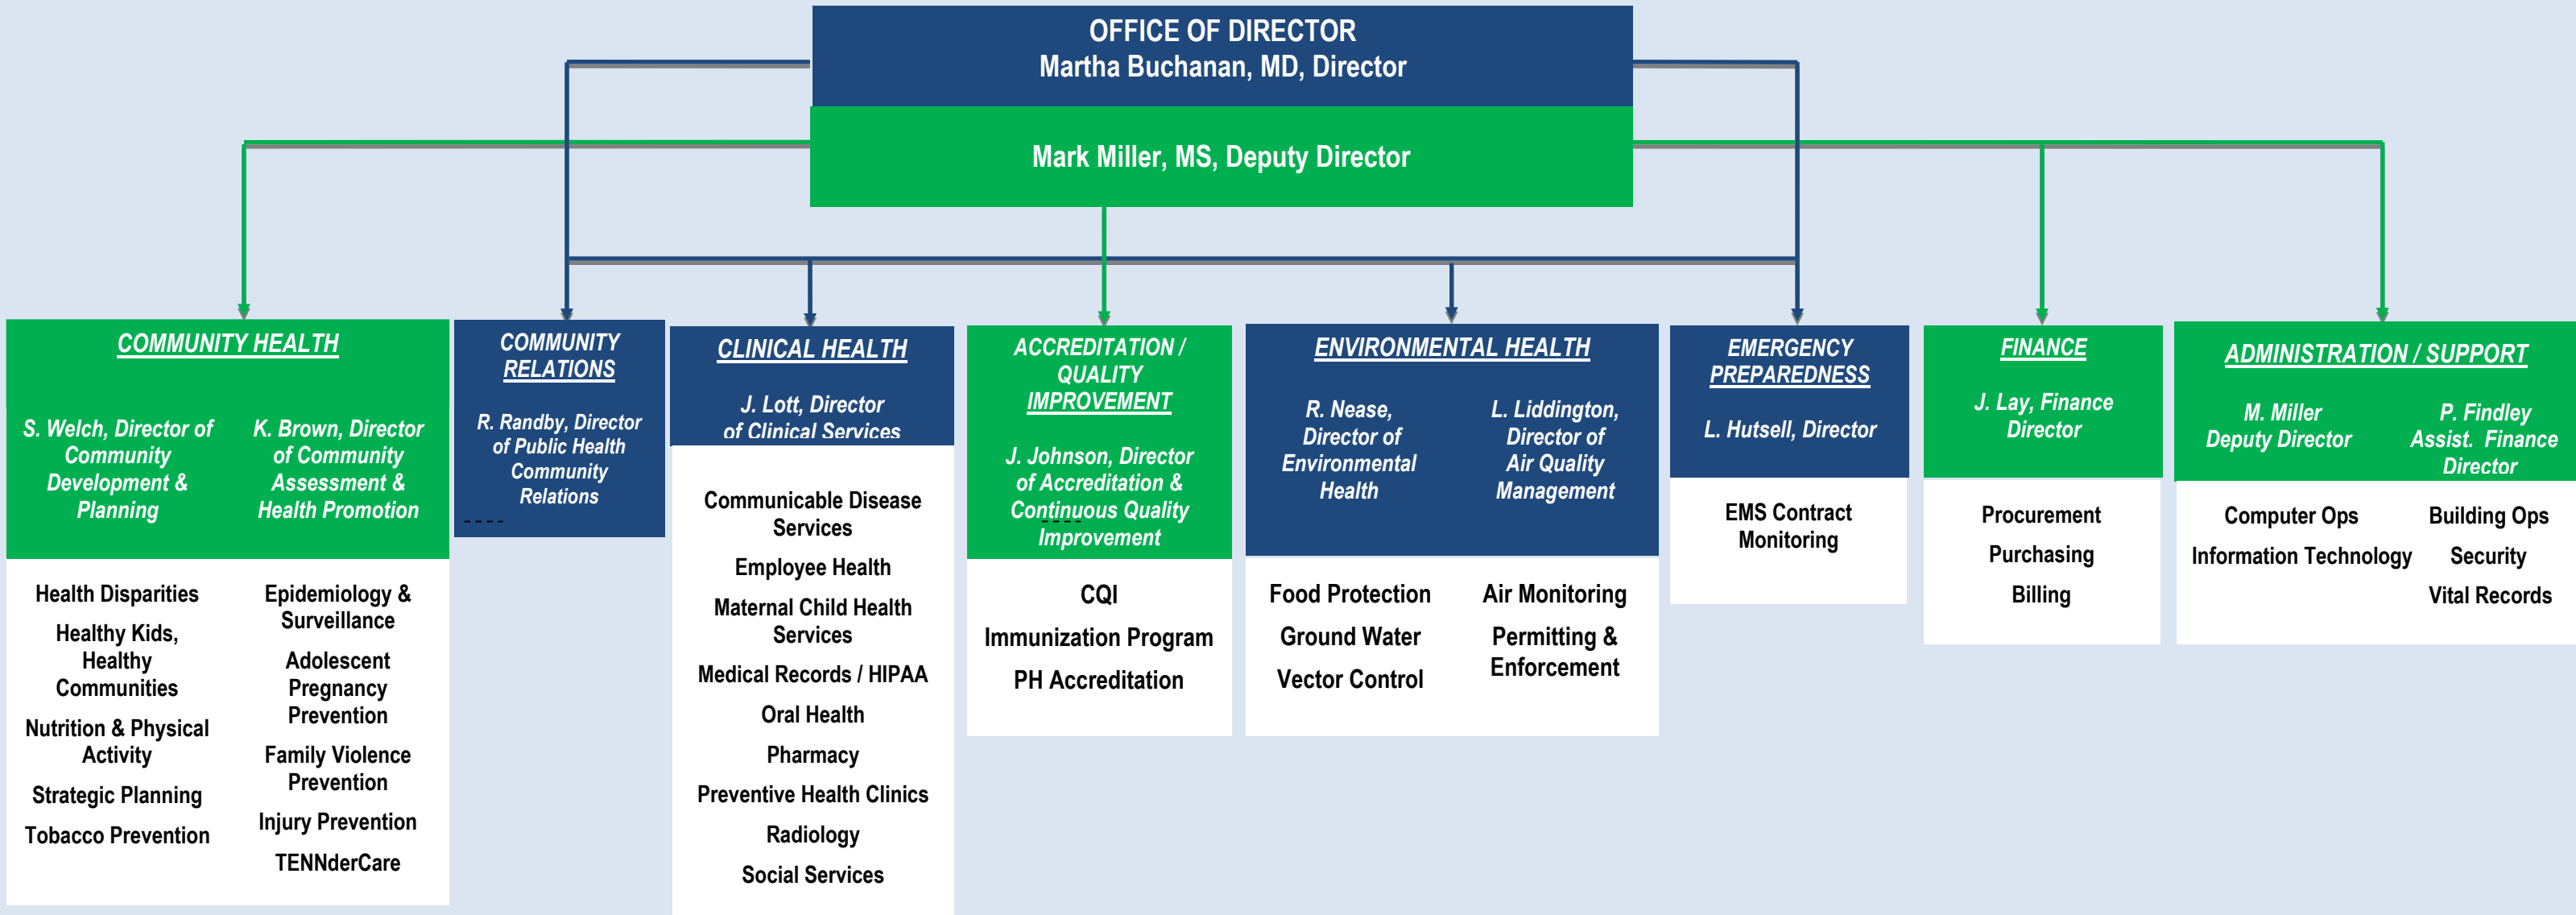 OFFICE OF DIRECTOR
Martha Buchanan, MD, Director
Mark Miller, MS, Deputy Director
COMMUNITY HEALTH
S. Welch, Director of
Community
Development &
Planning
K. Brown, Director
of Community
Assessment &
Health Promotion
Health Disparities
Healthy Kids,
Healthy
Communities
Nutrition & Physical
Activity
Strategic Planning
Tobacco Prevention
Epidemiology &
Surveillance
Adolescent
Pregnancy
Prevention
Family Violence
Prevention
Injury Prevention
TENNderCare
COMMUNITY
RELATIONS
R. Randby, Director
of Public Health
Community
Relations
- - - -
CLINICAL HEALTH
J. Lott, Director
of Clinical Services
Communicable Disease
Services
Employee Health
Maternal Child Health
Services
Medical Records / HIPAA
Oral Health
Pharmacy
Preventive Health Clinics
Radiology
Social Services
ACCREDITATION /
QUALITY
IMPROVEMENT
J. Johnson, Director
of Accreditation &
Continuous Quality
Improvement
- - - -
CQI
Immunization Program
PH Accreditation
ENVIRONMENTAL HEALTH
R. Nease,
Director of
Environmental
Health
L. Liddington,
Director of
Air Quality
Management
Food Protection
Ground Water
Vector Control
Air Monitoring
Permitting &
Enforcement
EMERGENCY
PREPAREDNESS
L. Hutsell, Director
EMS Contract
Monitoring
FINANCE
J. Lay, Finance
Director
Procurement
Purchasing
Billing
ADMINISTRATION / SUPPORT
M. Miller
Deputy Director
P. Findley
Assist. Finance
Director
Computer Ops
Information Technology
Building Ops
Security
Vital Records